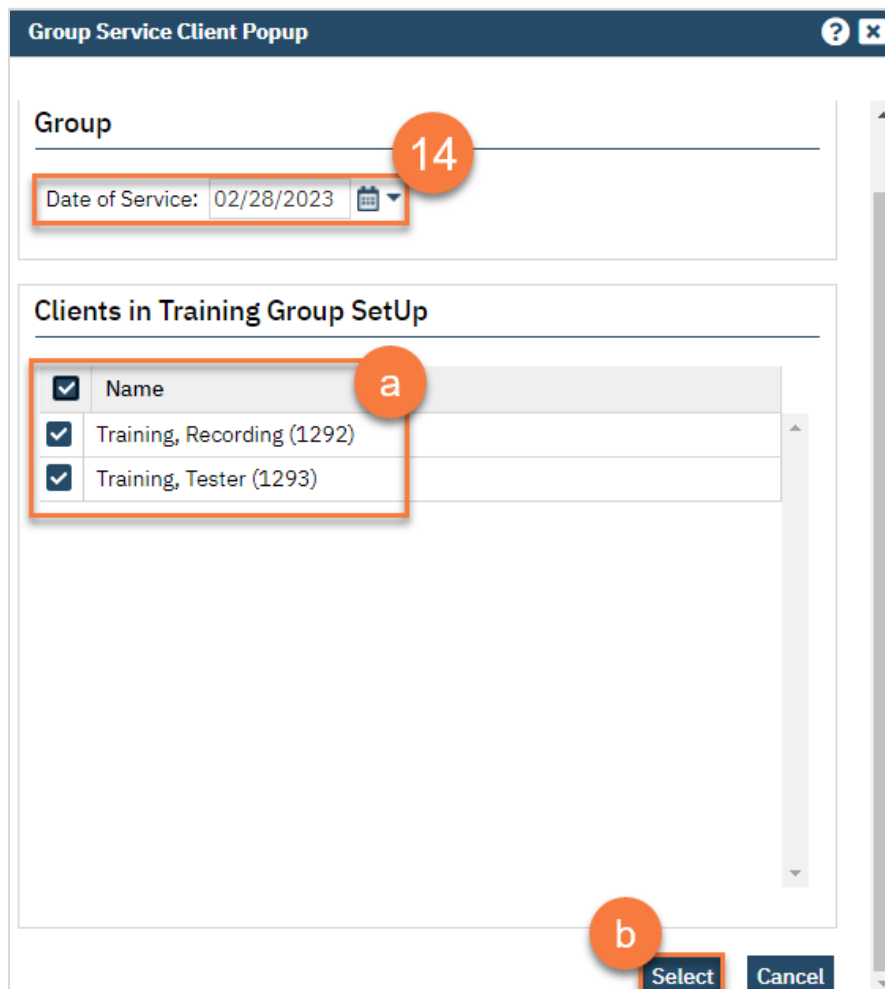 Group Service Client Popup
Group
14
Date of Service: 02/28/2023
Clients in Training Group SetUp
a
Name
Training, Recording (1292)
Training, Tester (1293)
b
Select Cancel